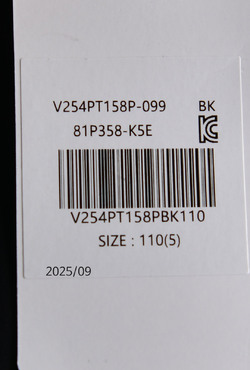 V254PT158P-099 BK
81P358-K5E
V254PT158PBK110
SIZE : 110(5)
2025/09